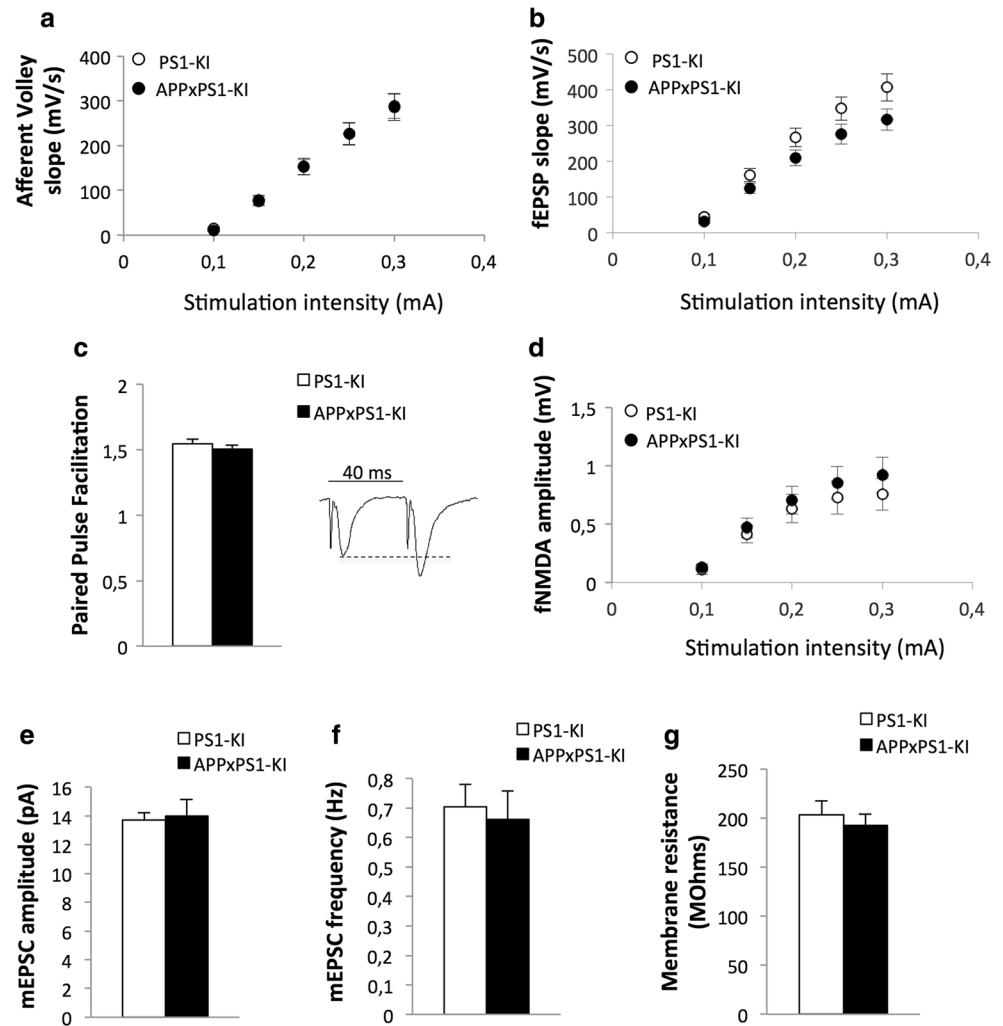 a
Afferent Volley
slope (mV/s)
400
300
200
100
0
PS1-KI
APPxPS1-KI
0
0,1
0,2
0,3
0,4
Stimulation intensity (mA)
b
fEPSP slope (mV/s)
500
400
300
200
100
0
PS1-KI
APPxPS1-KI
0
0,1
0,2
0,3
0,4
Stimulation intensity (mA)
c
Paired Pulse Facilitation
2
1,5
1
0,5
0
PS1-KI
APPxPS1-KI
40 ms
d
fNMDA amplitude (mV)
1,5
1
0,5
0
PS1-KI
APPxPS1-KI
0
0,1
0,2
0,3
0,4
Stimulation intensity (mA)
e
mEPSC amplitude (pA)
PS1-KI
APPxPS1-KI
16
14
12
10
8
6
4
2
0
f
mEPSC frequency (Hz)
PS1-KI
APPxPS1-KI
0,8
0,7
0,6
0,5
0,4
0,3
0,2
0,1
0
g
Membrane resistance
(MOhms)
PS1-KI
APPxPS1-KI
250
200
150
100
50
0